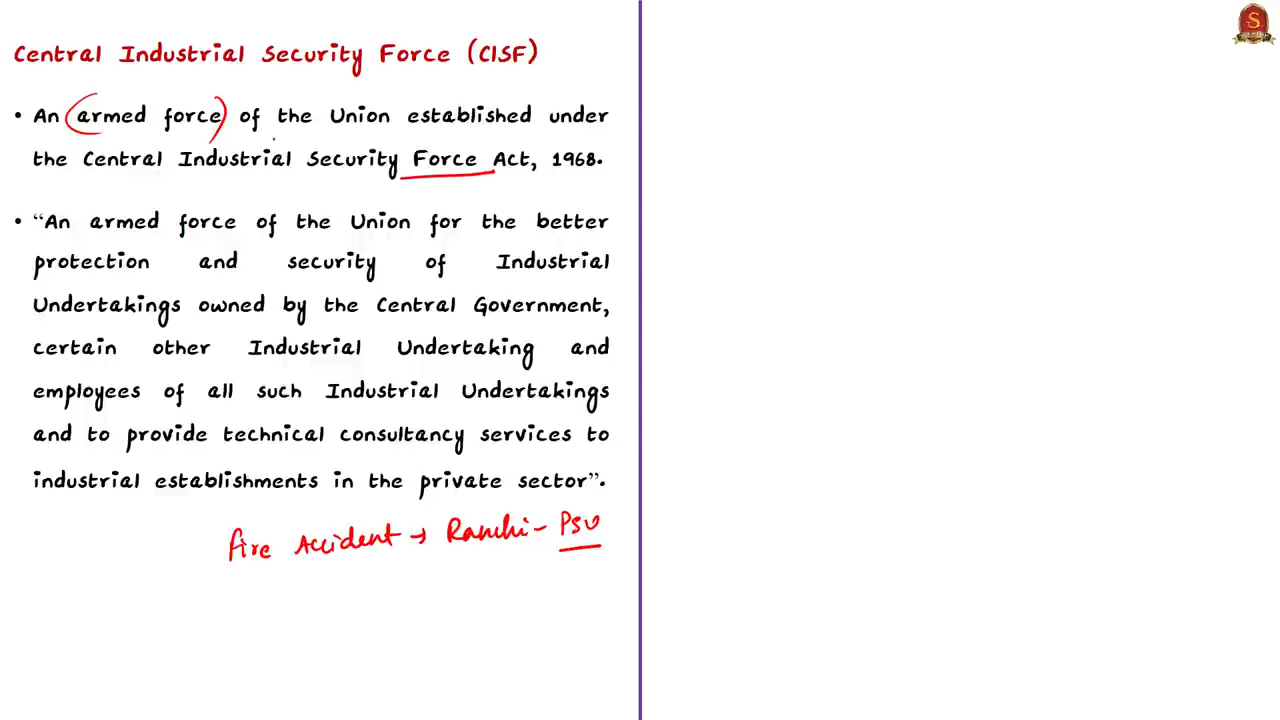 Central Industrial Security Force (CISF)
• An armed force of the Union established under
the Central Industrial Security Force Act, 1968.
• “An armed force of the Union for the better
protection and security of Industrial
Undertakings owned by the Central Government,
certain other Industrial Undertaking and
employees of all such Industrial Undertakings
and to provide technical consultancy services to
industrial establishments in the private sector”.
fire Accident → Ranchi - PSU
S